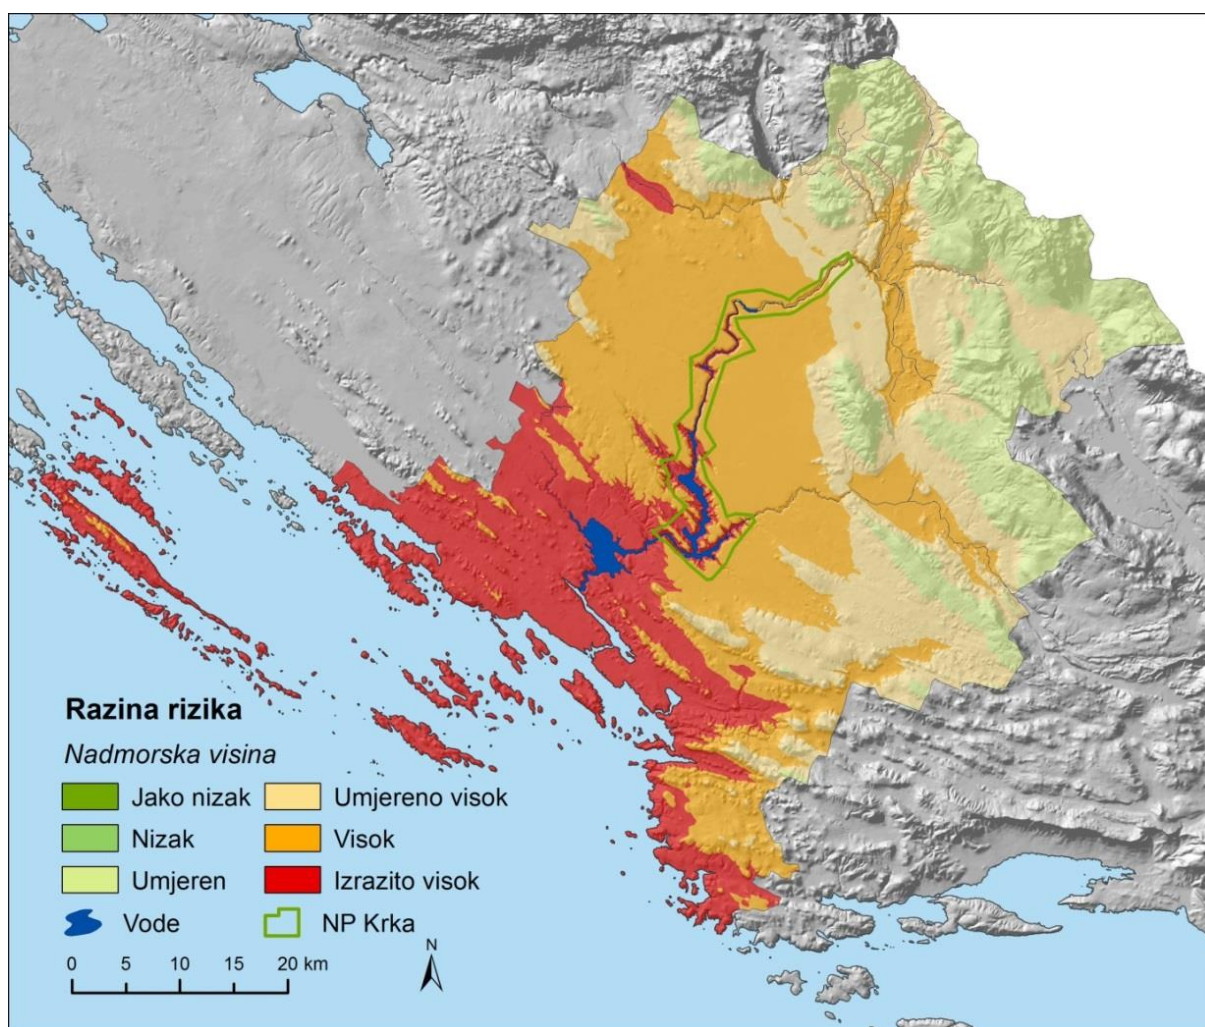 Razina rizika
Nadmorska visina
Jako nizak
Umjereno visok
Nizak
Visok
Umjeren
Izrazito visok
Vode
NP Krka
0 5 10 15 20 km
N